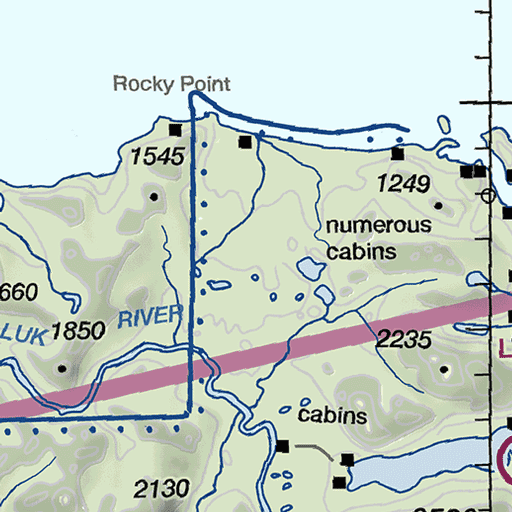 Rocky Point
1545
1249
numerous
cabins
660
LUK
1850
RIVER
2235
L
cabins
2130